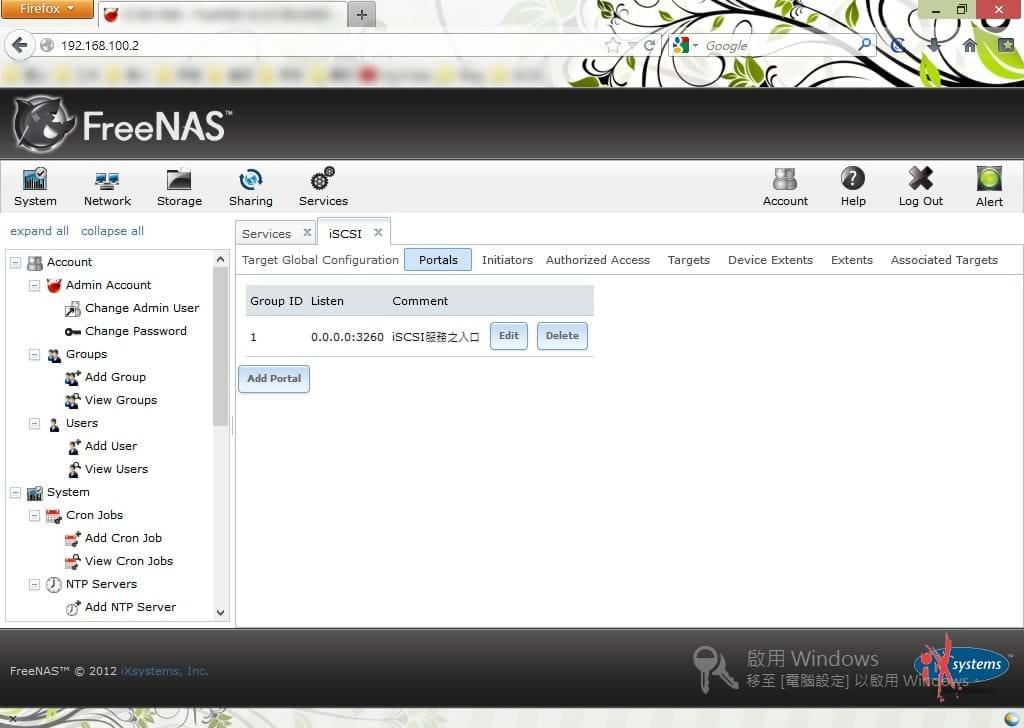 Firefox
192.168.100.2
Google
FreeNAS™
System Network Storage Sharing Services Account Help Log Out Alert
expand all collapse all
Services iSCSI
Target Global Configuration Portals Initiators Authorized Access Targets Device Extents Extents Associated Targets
Account
Admin Account
Change Admin User
Change Password
Groups
Add Group
View Groups
Users
Add User
View Users
System
Cron Jobs
Add Cron Job
View Cron Jobs
NTP Servers
Add NTP Server
Group ID Listen Comment
1 0.0.0.0:3260 iSCSI服務之入口 Edit Delete
Add Portal
FreeNAS™ © 2012 iXsystems, Inc.
啟用 Windows
移至 [電腦設定] 以啟用 Windows。
iXsystems™